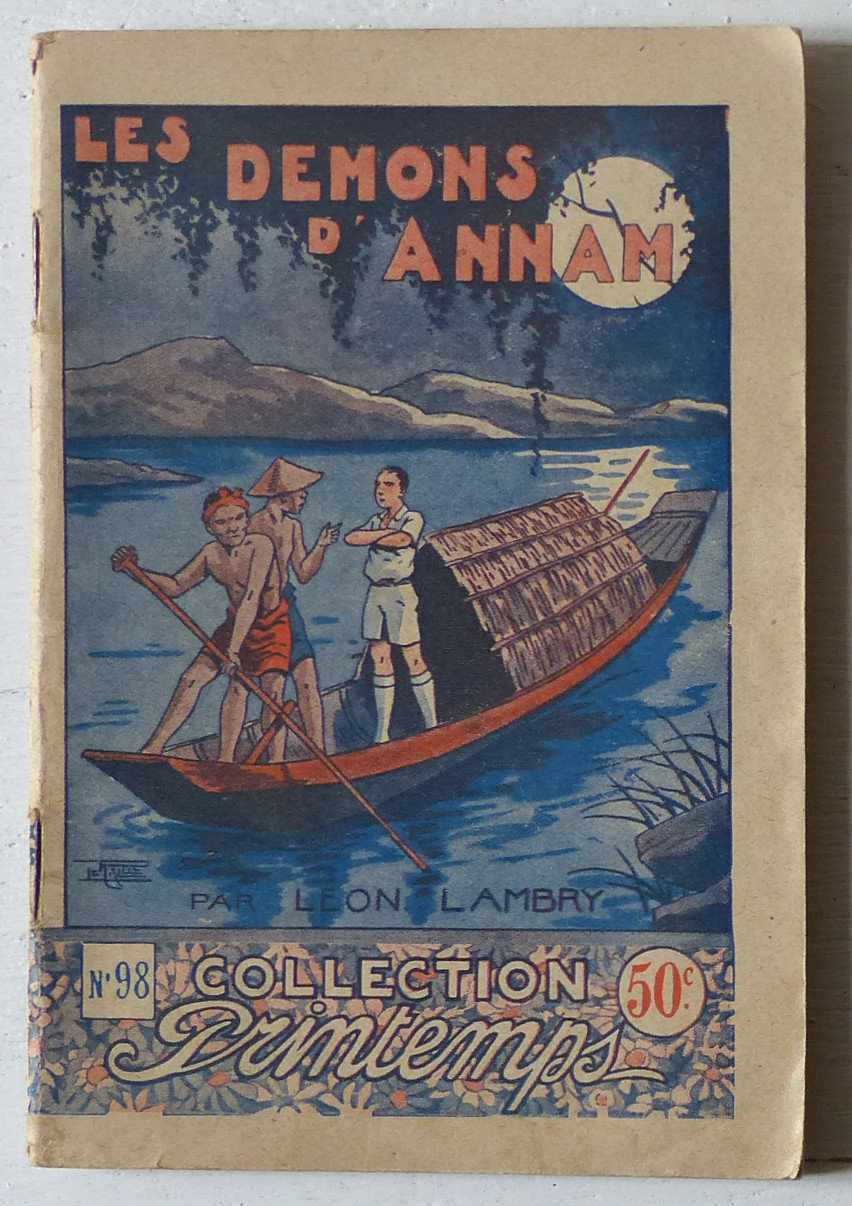 LES
DEMONS
D'ANNAM
PAR LEON LAMBRY
N° 98
COLLECTION
50c.
Printemps